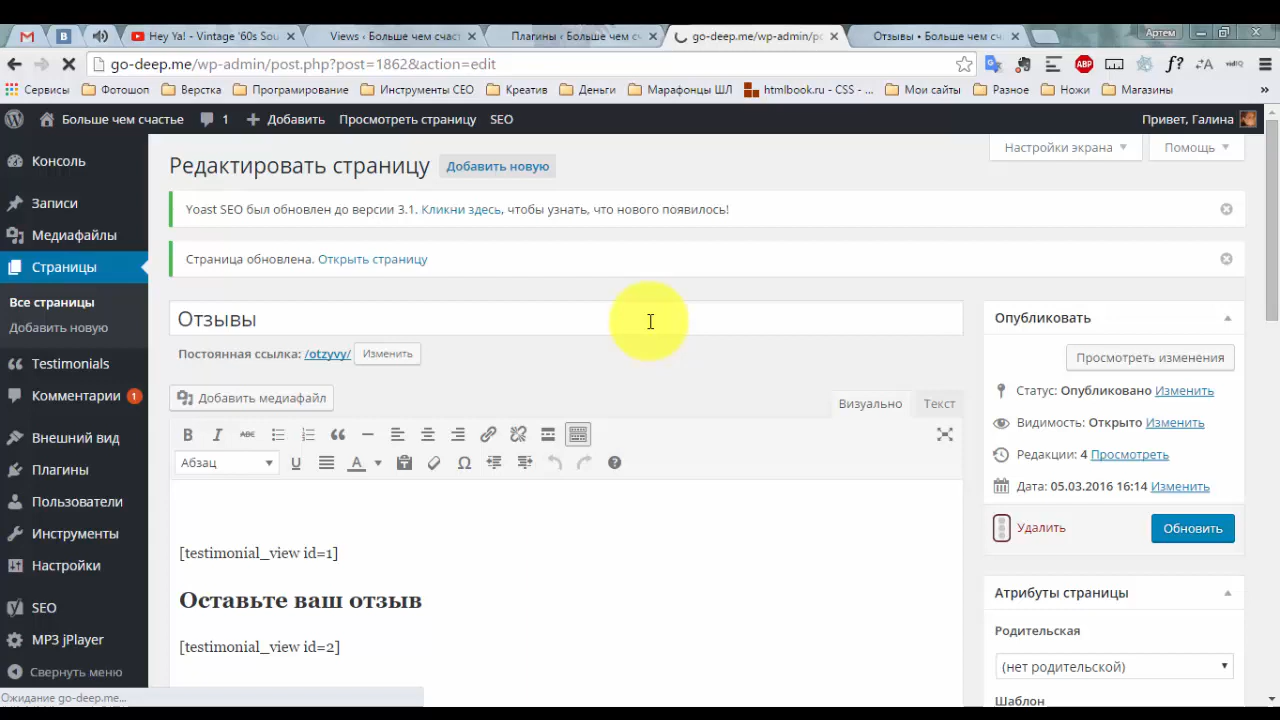 Hey Ya! - Vintage '60s Sou
Views ‹ Больше чем счаст
Плагины ‹ Больше чем сч
go-deep.me/wp-admin/po
Отзывы • Больше чем сч
Артем
go-deep.me/wp-admin/post.php?post=1862&action=edit
Сервисы
Фотошоп
Верстка
Програмирование
Инструменты СЕО
Креатив
Деньги
Марафонцы ШЛ
htmlbook.ru - CSS - ...
Мои сайты
Разное
Ножи
Магазины
Больше чем счастье
1
Добавить
Просмотреть страницу
SEO
Привет, Галина
Консоль
Записи
Медиафайлы
Страницы
Все страницы
Добавить новую
Testimonials
Комментарии 1
Внешний вид
Плагины
Пользователи
Инструменты
Настройки
SEO
MP3 jPlayer
Свернуть меню
Ожидание go-deep.me...
Настройки экрана
Помощь
Редактировать страницу
Добавить новую
Yoast SEO был обновлен до версии 3.1. Кликни здесь, чтобы узнать, что нового появилось!
Страница обновлена. Открыть страницу
Отзывы
Постоянная ссылка: /otzyvy/ Изменить
Добавить медиафайл
Визуально
Текст
B I ABC
Абзац
[testimonial_view id=1]
Оставьте ваш отзыв
[testimonial_view id=2]
Опубликовать
Просмотреть изменения
Статус: Опубликовано Изменить
Видимость: Открыто Изменить
Редакции: 4 Просмотреть
Дата: 05.03.2016 16:14 Изменить
Удалить
Обновить
Атрибуты страницы
Родительская
(нет родительской)
Шаблон